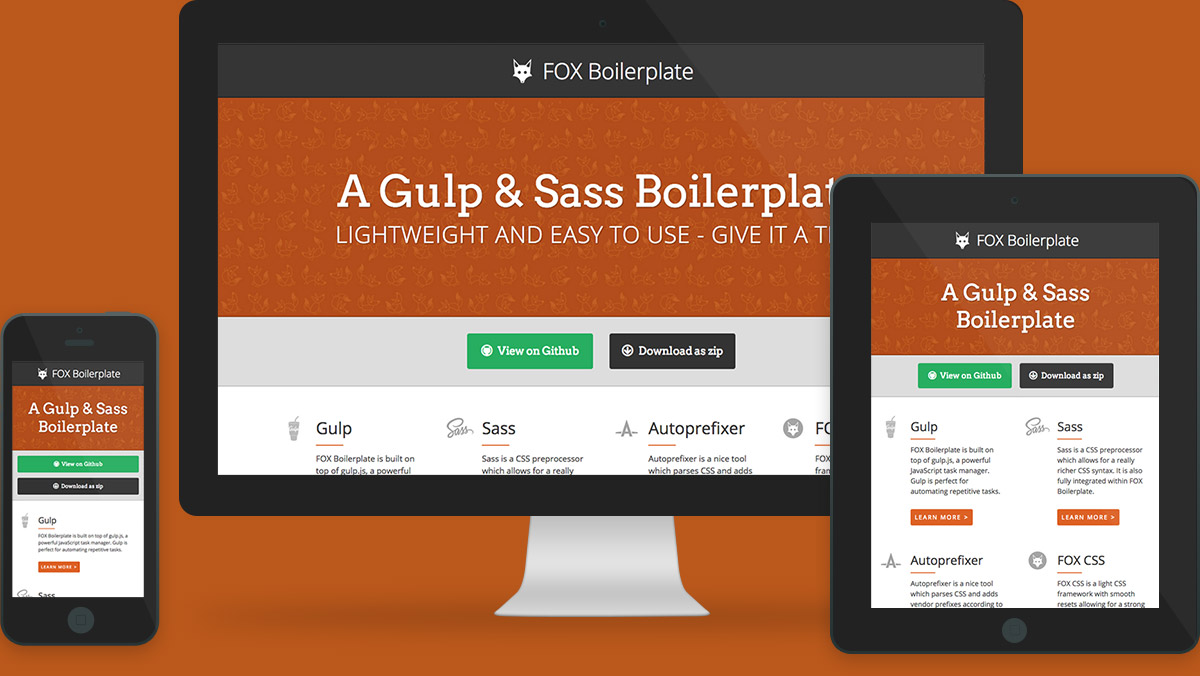 FOX Boilerplate
A Gulp & Sass Boilerplat
LIGHTWEIGHT AND EASY TO USE - GIVE IT A T
View on Github
Download as zip
Gulp
FOX Boilerplate is built on
top of gulp.js, a powerful
Sass
Sass is a CSS preprocessor
which allows for a really
Autoprefixer
Autoprefixer is a nice tool
which parses CSS and adds
FOX Boilerplate
A Gulp & Sass
Boilerplate
View on Github
Download as zip
Gulp
FOX Boilerplate is built on
top of gulp.js, a powerful
JavaScript task manager.
Gulp is perfect for
automating repetitive tasks.
LEARN MORE >
Sass
Sass is a CSS preprocessor
which allows for a really
richer CSS syntax. It is also
fully integrated within FOX
Boilerplate.
LEARN MORE >
Autoprefixer
Autoprefixer is a nice tool
which parses CSS and adds
vendor prefixes according to
FOX CSS
FOX CSS is a light CSS
framework with smooth
resets allowing for a strong
FOX Boilerplate
A Gulp & Sass
Boilerplate
View on Github
Download as zip
Gulp
FOX Boilerplate is built on top of gulp.js, a
powerful JavaScript task manager. Gulp is
perfect for automating repetitive tasks.
LEARN MORE >
Sass